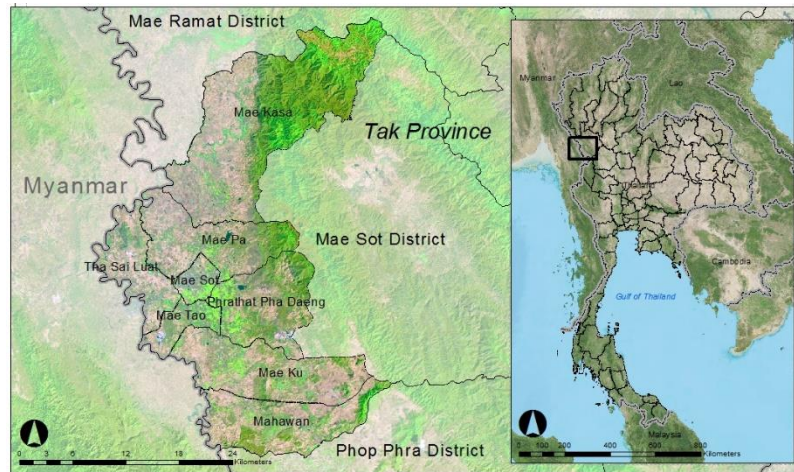 Mae Ramat District
Mae Kasa
Tak Province
Myanmar
Mae Pa
Mae Sot District
Tha Sai Luat
Mae Sot
Phrathat Pha Daeng
Mae Tao
Mae Ku
Mahawan
Phop Phra District
0 3 6 12 18 24
Kilometers
Myanmar
Lao
Thailand
Cambodia
Gulf of Thailand
Malaysia
0 100 200 400 600 800
Kilometers